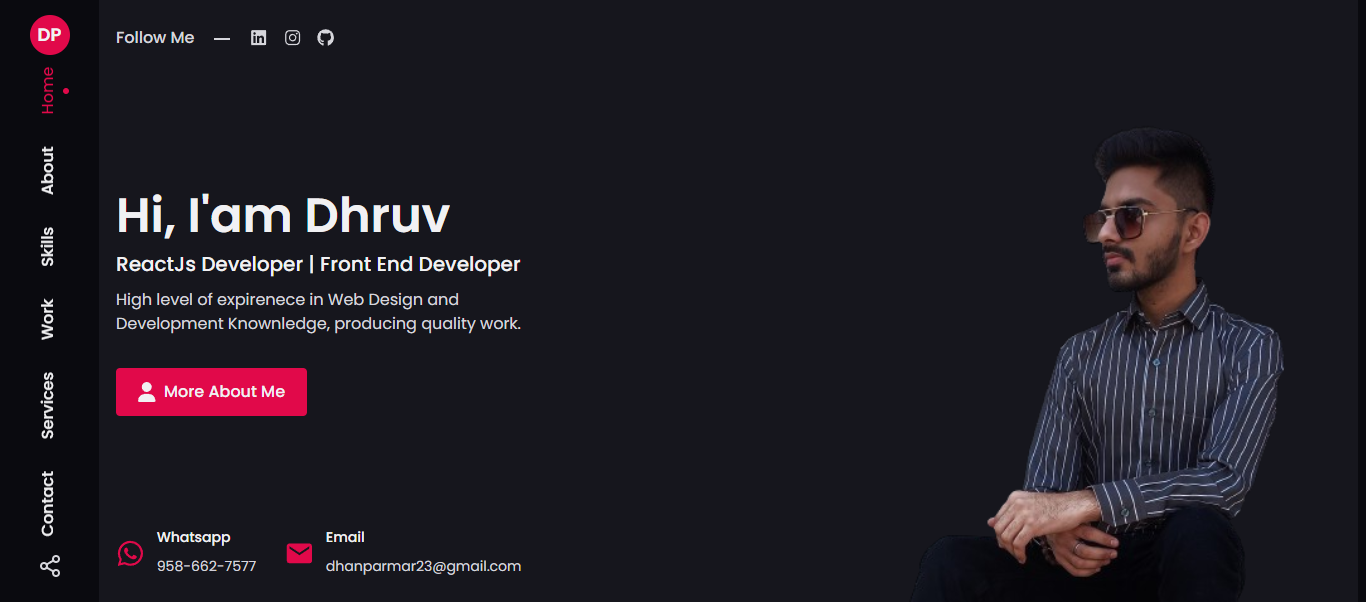 DP
Home
About
Skills
Work
Services
Contact
Follow Me
Hi, I'am Dhruv
ReactJs Developer | Front End Developer
High level of expirenece in Web Design and
Development Knownledge, producing quality work.
More About Me
Whatsapp
958-662-7577
Email
dhanparmar23@gmail.com